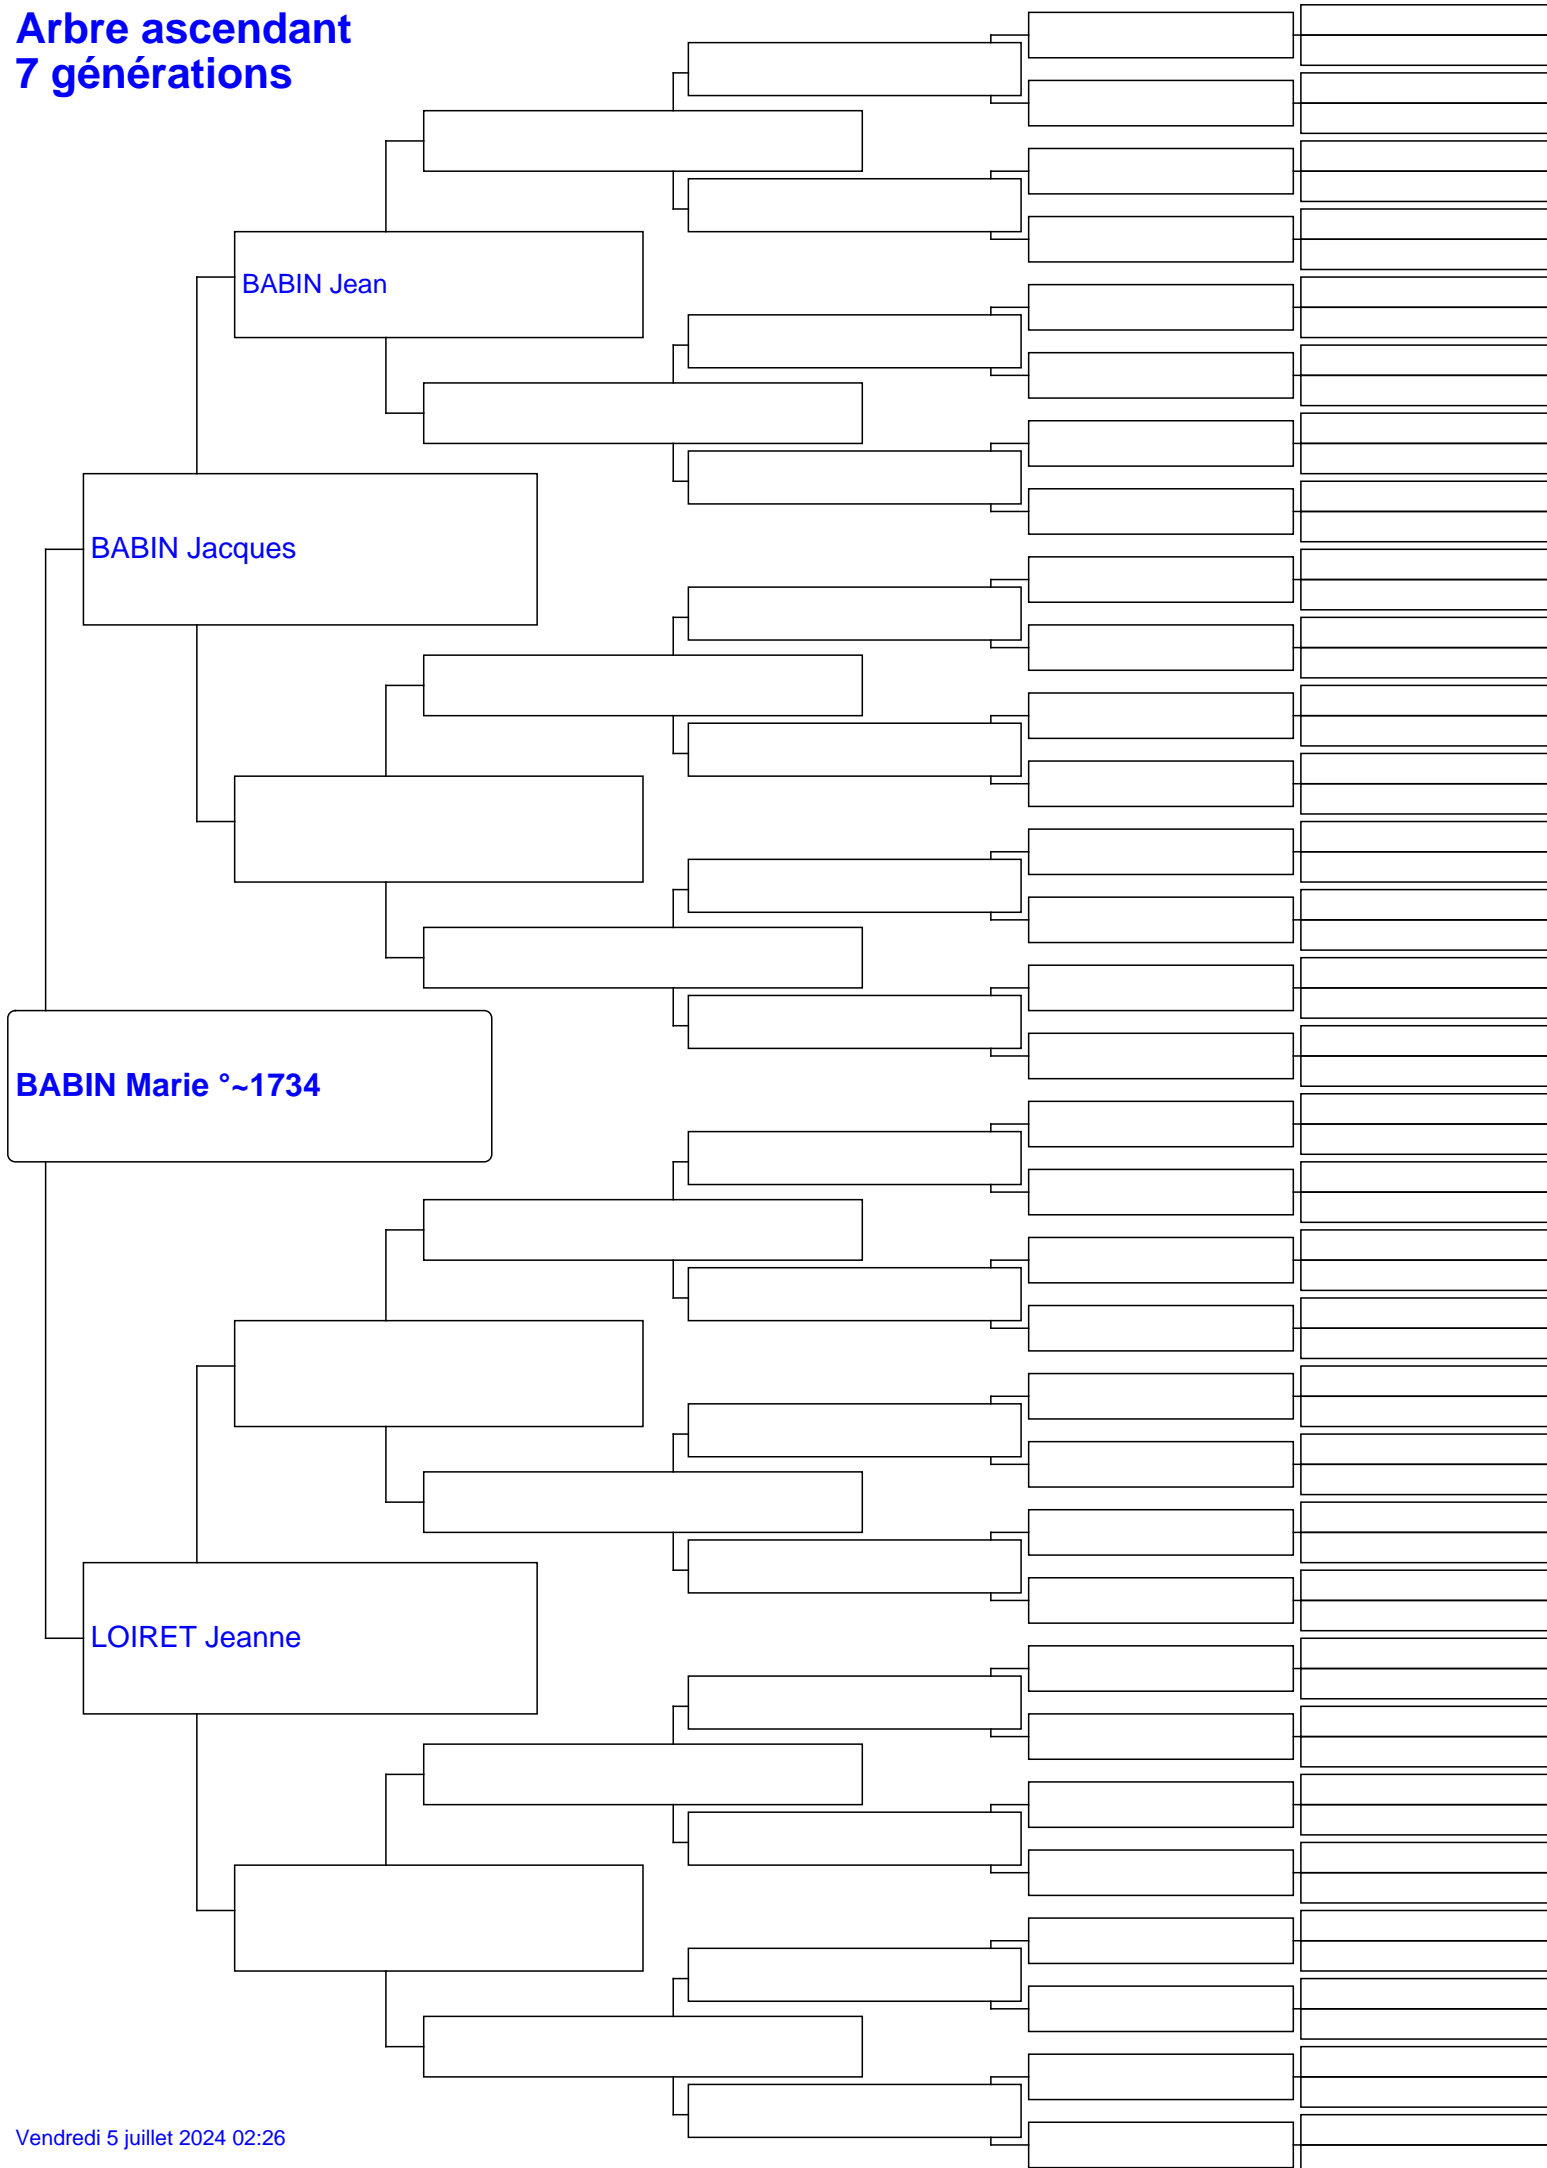 Arbre ascendant
7 générations
BABIN Jean
BABIN Jacques
BABIN Marie °~1734
LOIRET Jeanne
Vendredi 5 juillet 2024 02:26